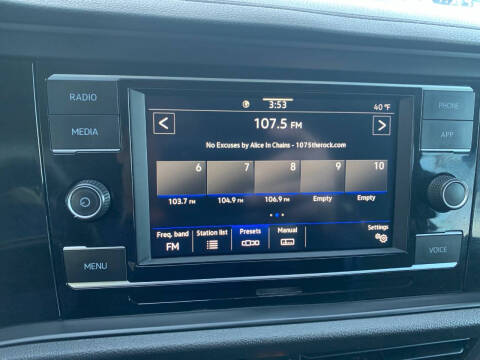 RADIO
MEDIA
MENU
3:53
40 °F
<
107.5 FM
>
No Excuses by Alice In Chains - 1075therock.com
6 7 8 9 10
103.7 FM 104.9 FM 106.9 FM Empty Empty
Freq. band Station list Presets Manual Settings
FM
PHONE
APP
VOICE